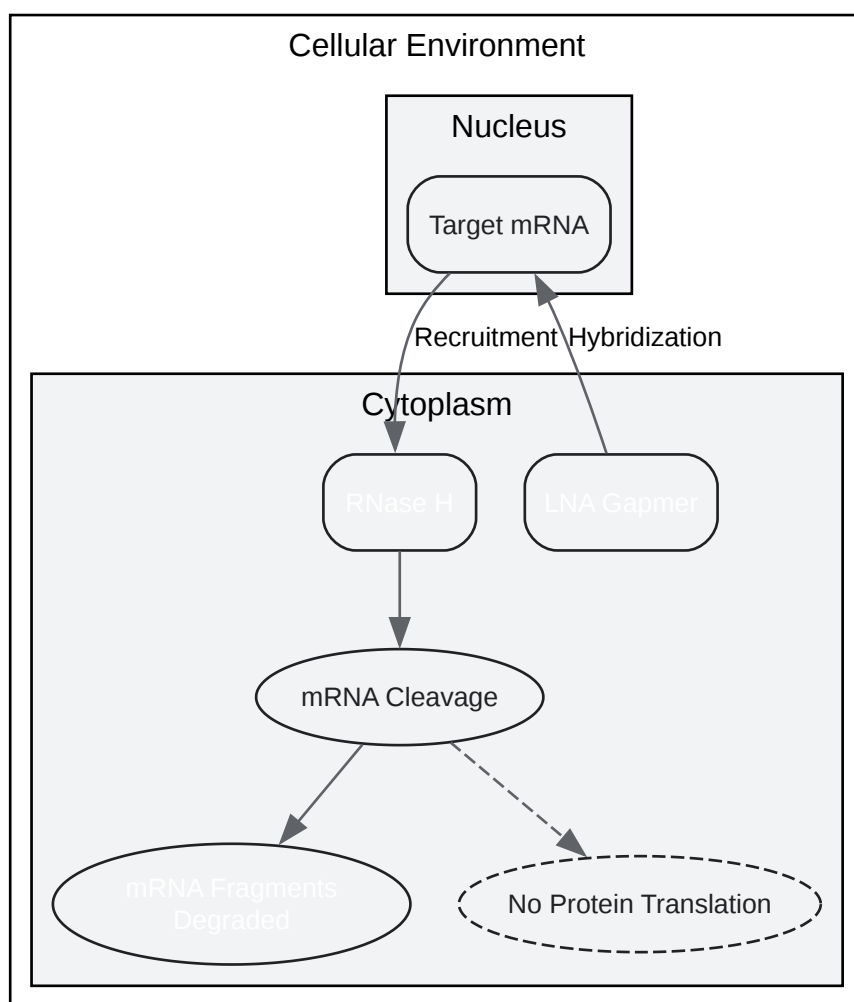 Cellular Environment
Nucleus
Target mRNA
Recruitment
Hybridization
Cytoplasm
RNase H
LNA Gapmer
mRNA Cleavage
mRNA Fragments
Degraded
No Protein Translation